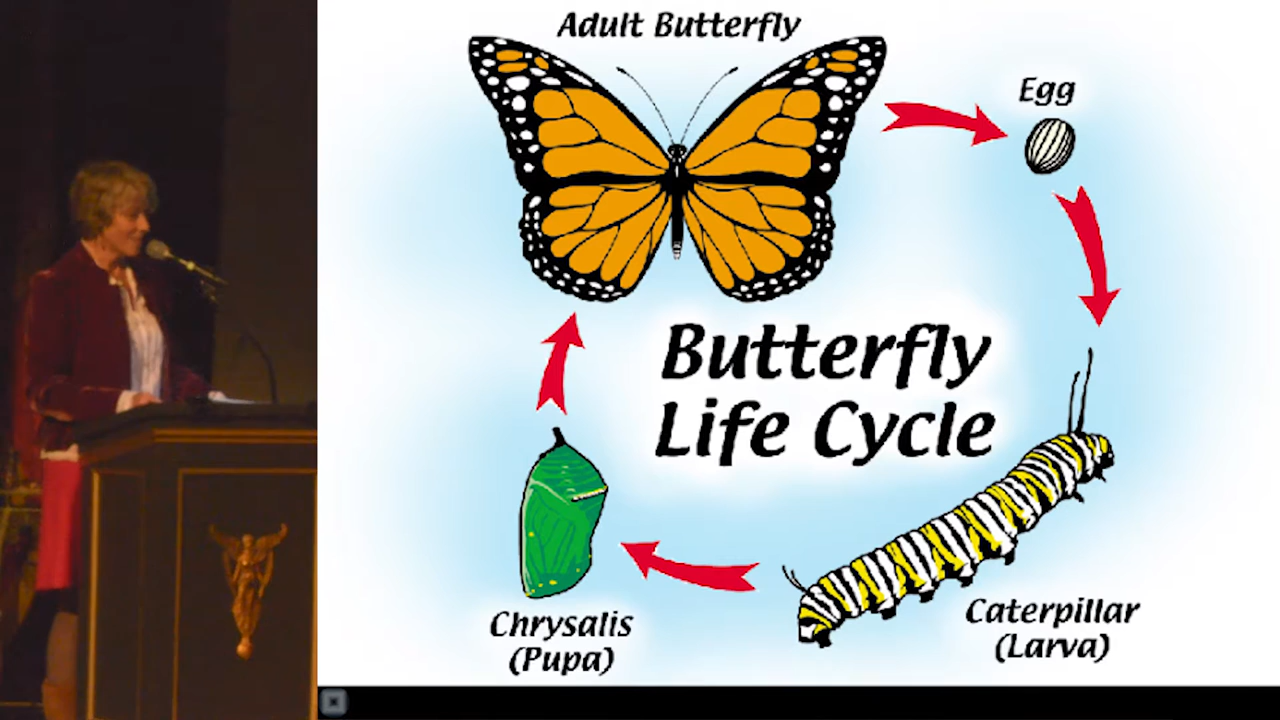 Adult Butterfly
Egg
Butterfly
Life Cycle
Chrysalis
(Pupa)
Caterpillar
(Larva)